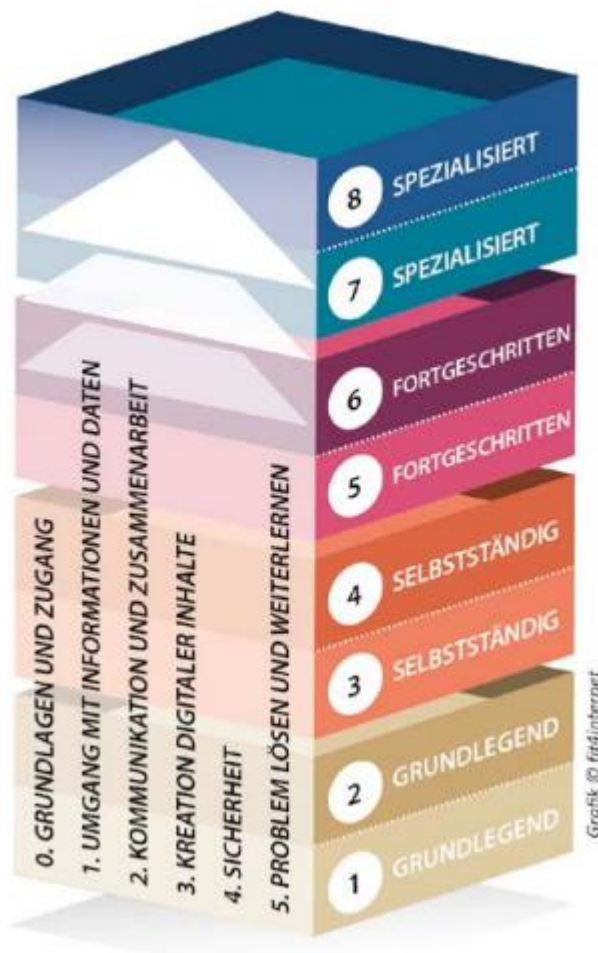 8 SPEZIALISIERT
7 SPEZIALISIERT
6 FORTGESCHRITTEN
5 FORTGESCHRITTEN
4 SELBSTSTÄNDIG
3 SELBSTSTÄNDIG
2 GRUNDLEGEND
1 GRUNDLEGEND
0. GRUNDLAGEN UND ZUGANG
1. UMGANG MIT INFORMATIONEN UND DATEN
2. KOMMUNIKATION UND ZUSAMMENARBEIT
3. KREATION DIGITALER INHALTE
4. SICHERHEIT
5. PROBLEM LÖSEN UND WEITERLERNEN
Grafik © fit4internet